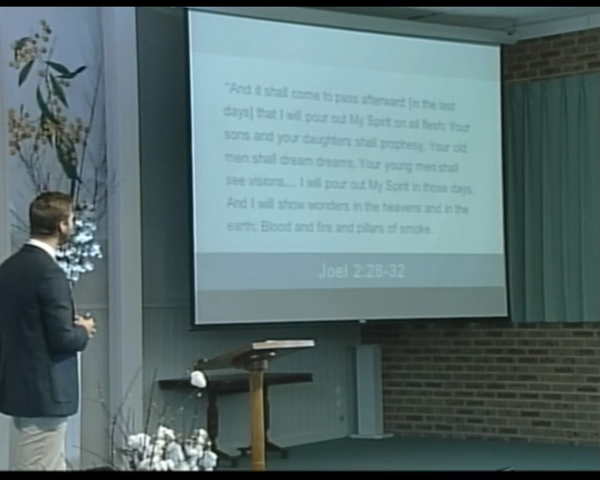 "And it shall come to pass afterward [in the last
days] that I will pour out My Spirit on all flesh; Your
sons and your daughters shall prophesy, Your old
men shall dream dreams, Your young men shall
see visions.... I will pour out My Spirit in those days.
And I will show wonders in the heavens and in the
earth: Blood and fire and pillars of smoke.
Joel 2:28-32